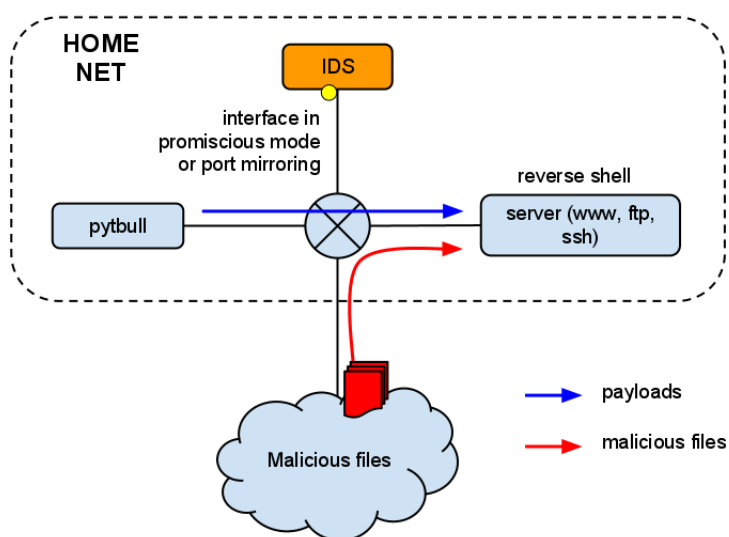 HOME
NET
IDS
interface in
promiscious mode
or port mirroring
reverse shell
pytbull
server (www, ftp,
ssh)
payloads
malicious files
Malicious files